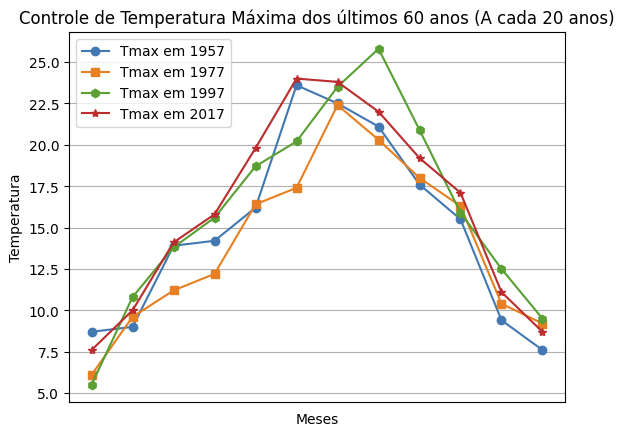 Controle de Temperatura Máxima dos últimos 60 anos (A cada 20 anos)
Tmax em 1957
Tmax em 1977
Tmax em 1997
Tmax em 2017
Temperatura
25.0
22.5
20.0
17.5
15.0
12.5
10.0
7.5
5.0
Meses